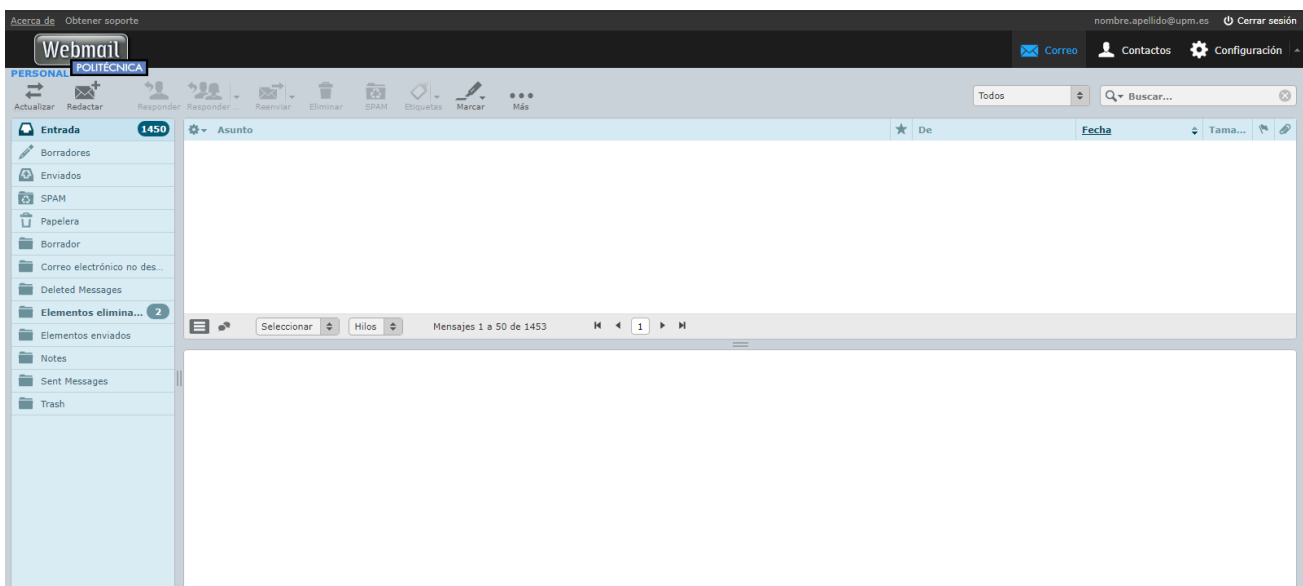 Acerca de Obtener soporte nombre.apellido@upm.es Cerrar sesión
Webmail
POLITÉCNICA
PERSONAL
Correo Contactos Configuración
Actualizar Redactar Responder Responder ... Reenviar Eliminar SPAM Etiquetas Marcar Más
Todos Buscar...
Entrada 1450
Asunto De Fecha Tama...
Borradores
Enviados
SPAM
Papelera
Borrador
Correo electrónico no des...
Deleted Messages
Elementos elimina... 2
Elementos enviados
Notes
Sent Messages
Trash
Seleccionar Hilos Mensajes 1 a 50 de 1453 1